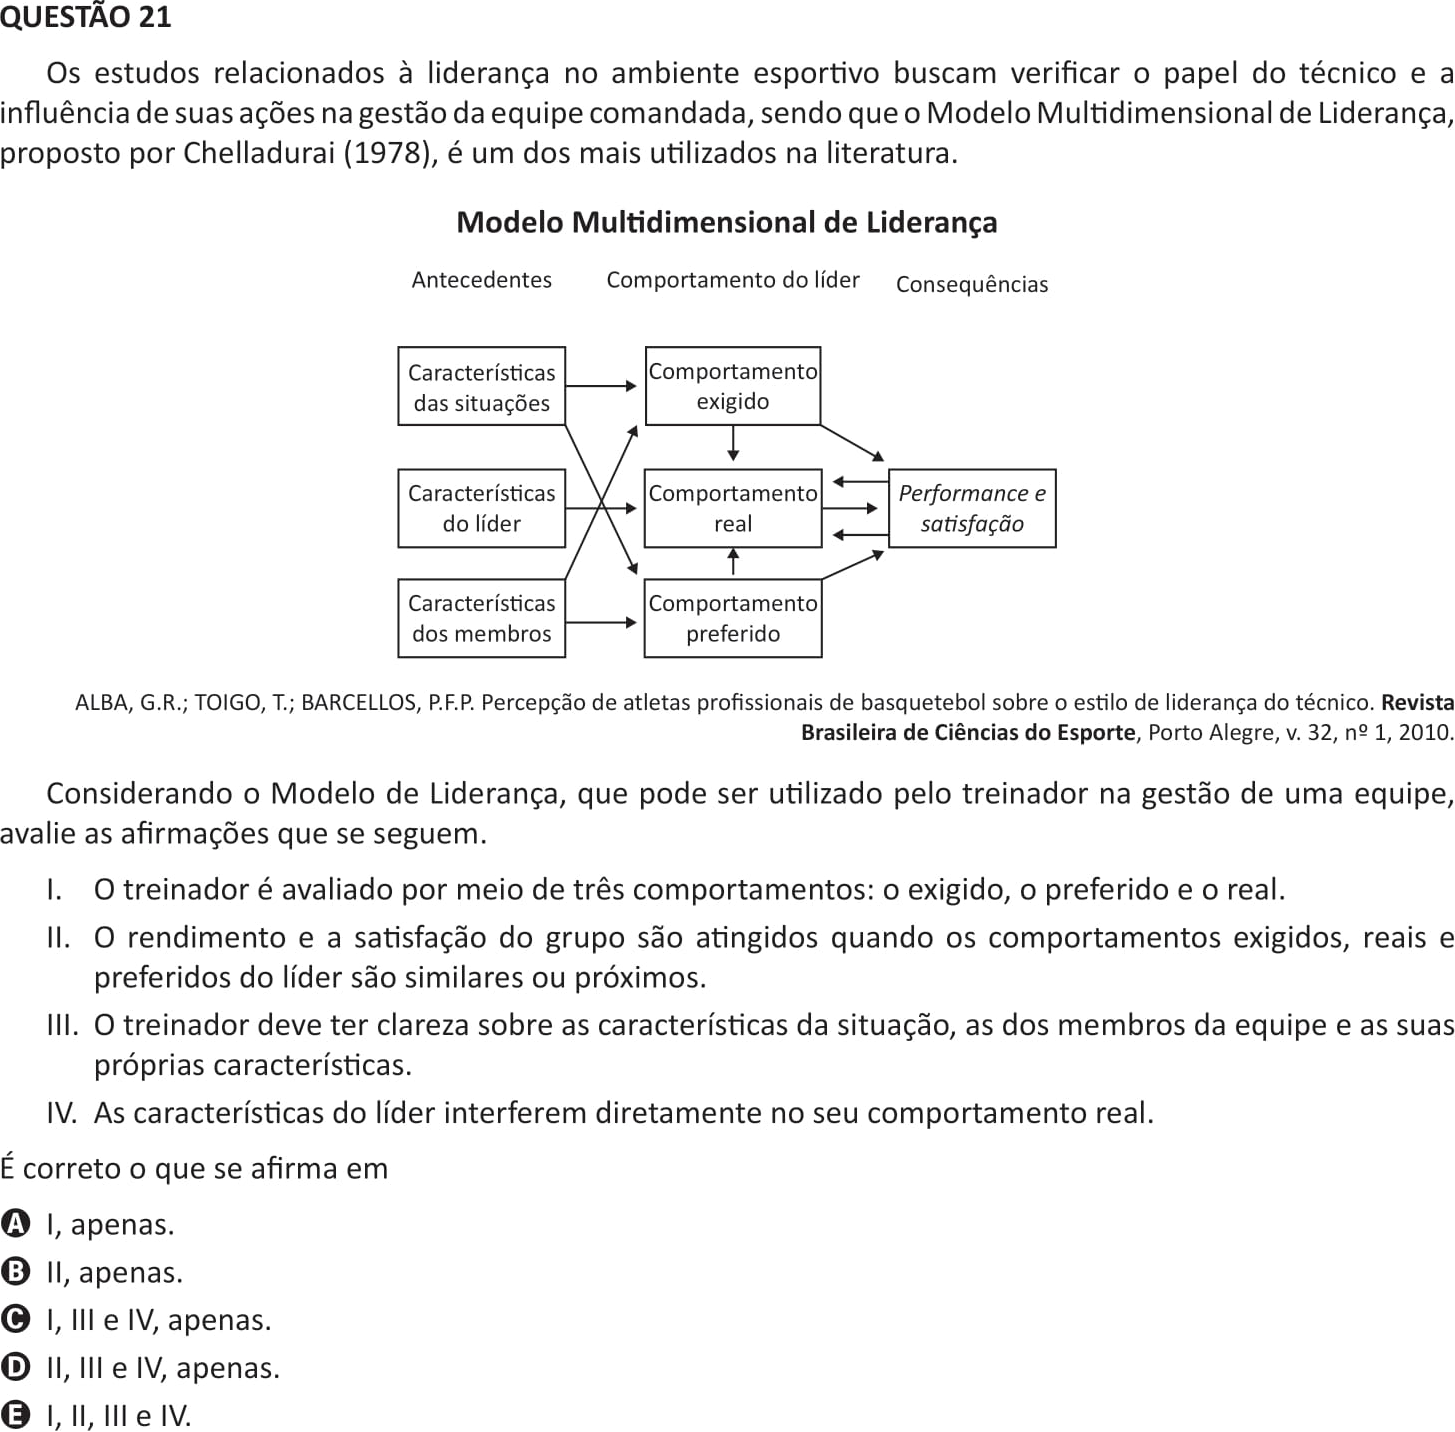 QUESTÃO 21
Os estudos relacionados à liderança no ambiente esportivo buscam verificar o papel do técnico e a
influência de suas ações na gestão da equipe comandada, sendo que o Modelo Multidimensional de Liderança,
proposto por Chelladurai (1978), é um dos mais utilizados na literatura.
Modelo Multidimensional de Liderança
Antecedentes
Comportamento do líder
Consequências
Características
das situações
Comportamento
exigido
Características
do líder
Comportamento
real
Performance e
satisfação
Características
dos membros
Comportamento
preferido
ALBA, G.R.; TOIGO, T.; BARCELLOS, P.F.P. Percepção de atletas profissionais de basquetebol sobre o estilo de liderança do técnico. Revista
Brasileira de Ciências do Esporte, Porto Alegre, v. 32, nº 1, 2010.
Considerando o Modelo de Liderança, que pode ser utilizado pelo treinador na gestão de uma equipe,
avalie as afirmações que se seguem.
I. O treinador é avaliado por meio de três comportamentos: o exigido, o preferido e o real.
II. O rendimento e a satisfação do grupo são atingidos quando os comportamentos exigidos, reais e
preferidos do líder são similares ou próximos.
III. O treinador deve ter clareza sobre as características da situação, as dos membros da equipe e as suas
próprias características.
IV. As características do líder interferem diretamente no seu comportamento real.
É correto o que se afirma em
A I, apenas.
B II, apenas.
C I, III e IV, apenas.
D II, III e IV, apenas.
E I, II, III e IV.